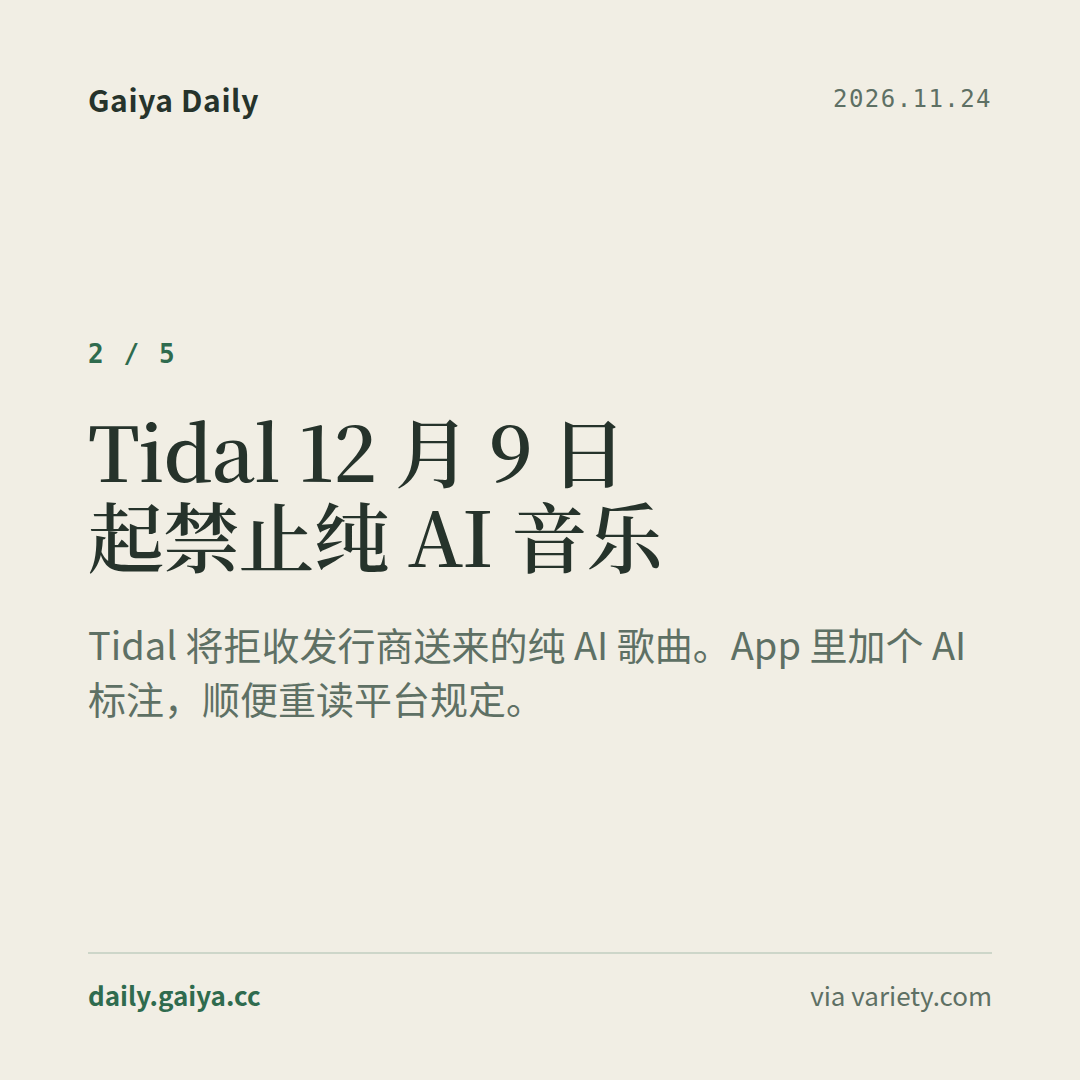 Gaiya Daily
2026.11.24
2 / 5
Tidal 12 月 9 日
起禁止纯 AI 音乐
Tidal 将拒收发行商送来的纯 AI 歌曲。App 里加个 AI
标注，顺便重读平台规定。
daily.gaiya.cc
via variety.com